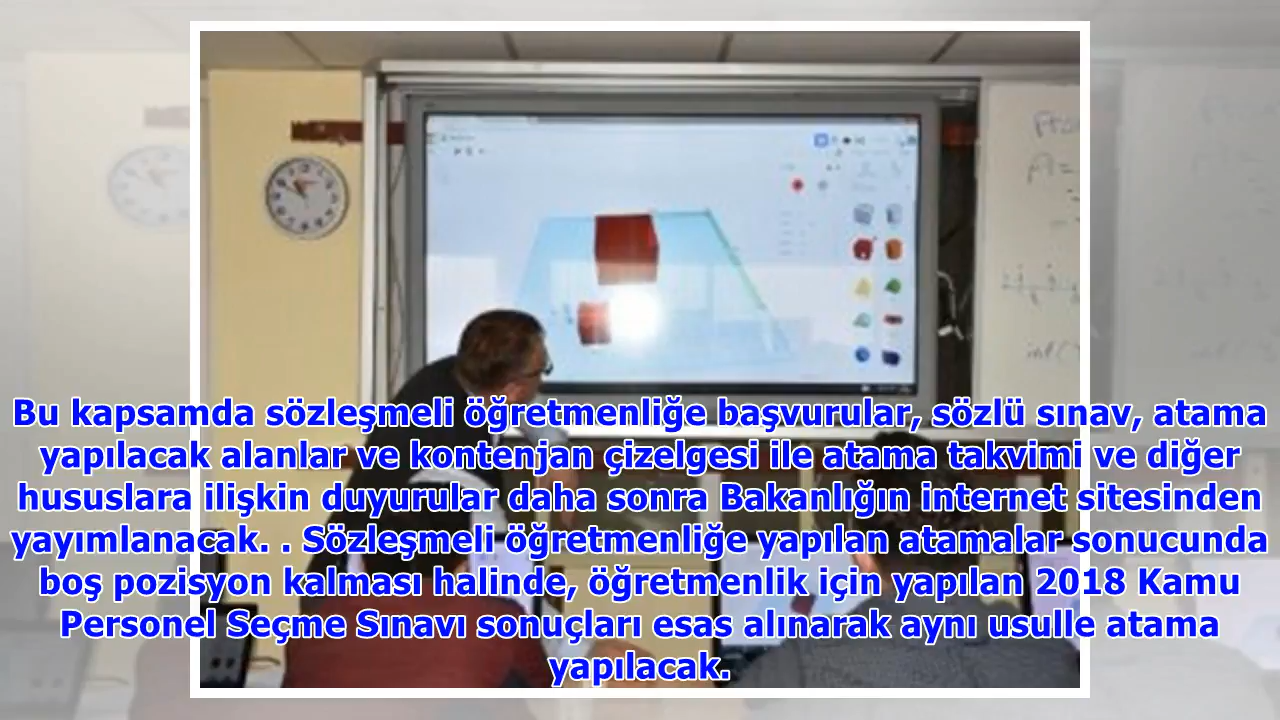 Bu kapsamda sözleşmeli öğretmenliğe başvurular, sözlü sınav, atama
yapılacak alanlar ve kontenjan çizelgesi ile atama takvimi ve diğer
hususlara ilişkin duyurular daha sonra Bakanlığın internet sitesinden
yayımlanacak. . Sözleşmeli öğretmenliğe yapılan atamalar sonucunda
boş pozisyon kalması halinde, öğretmenlik için yapılan 2018 Kamu
Personel Seçme Sınavı sonuçları esas alınarak aynı usulle atama
yapılacak.